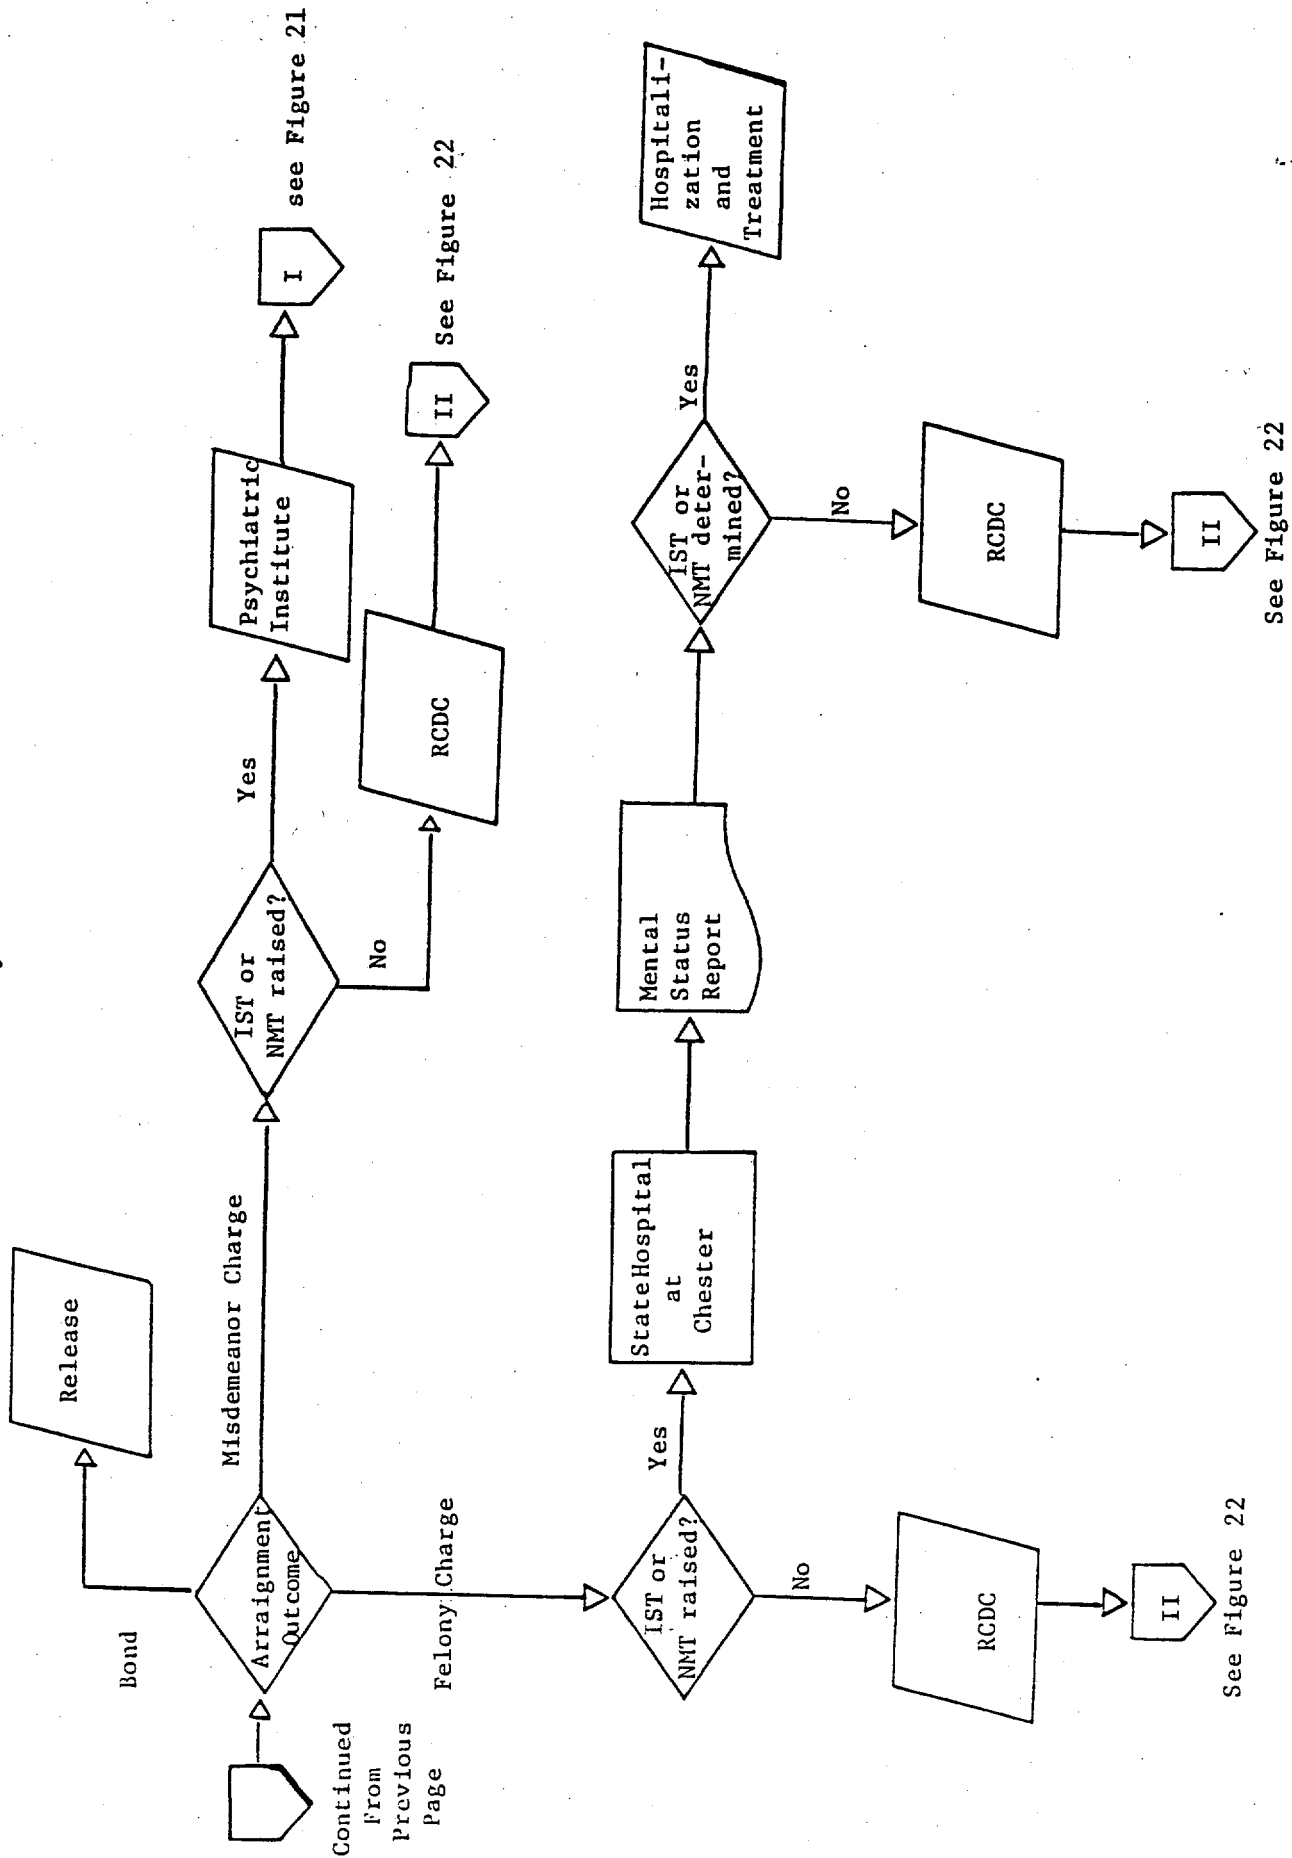 Continued
From
Previous
Page
Arraignment
Outcome
Bond
Release
Misdemeanor Charge
IST or
NMT raised?
Yes
Psychiatric
Institute
I
see Figure 21
No
RCDC
II
See Figure 22
Felony Charge
IST or
NMT raised?
Yes
StateHospital
at
Chester
Mental
Status
Report
IST or
NMT deter-
mined?
Yes
Hospitali-
zation
and
Treatment
No
RCDC
II
See Figure 22
No
RCDC
II
See Figure 22